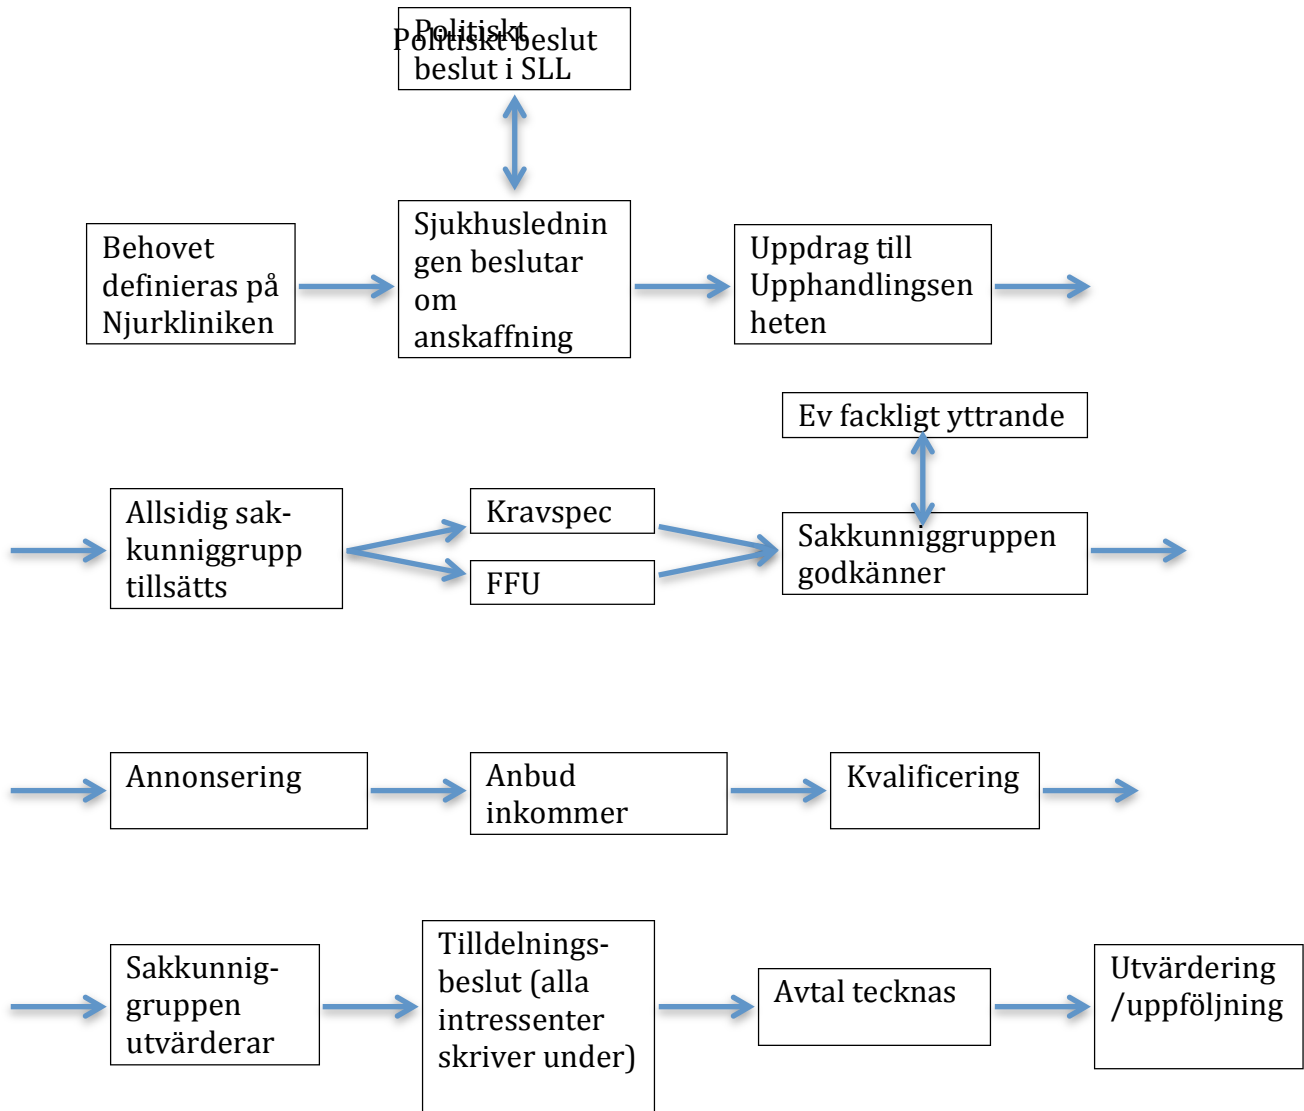 Politiskt
Politiskt beslut
beslut i SLL
Behovet
definieras på
Njurkliniken
Sjukhuslednin
gen beslutar
om
anskaffning
Uppdrag till
Upphandlingsen
heten
Ev fackligt yttrande
Allsidig sak-
kunniggrupp
tillsätts
Kravspec
FFU
Sakkunniggruppen
godkänner
Annonsering
Anbud
inkommer
Kvalificering
Sakkunnig-
gruppen
utvärderar
Tilldelnings-
beslut (alla
intressenter
skriver under)
Avtal tecknas
Utvärdering
/uppföljning